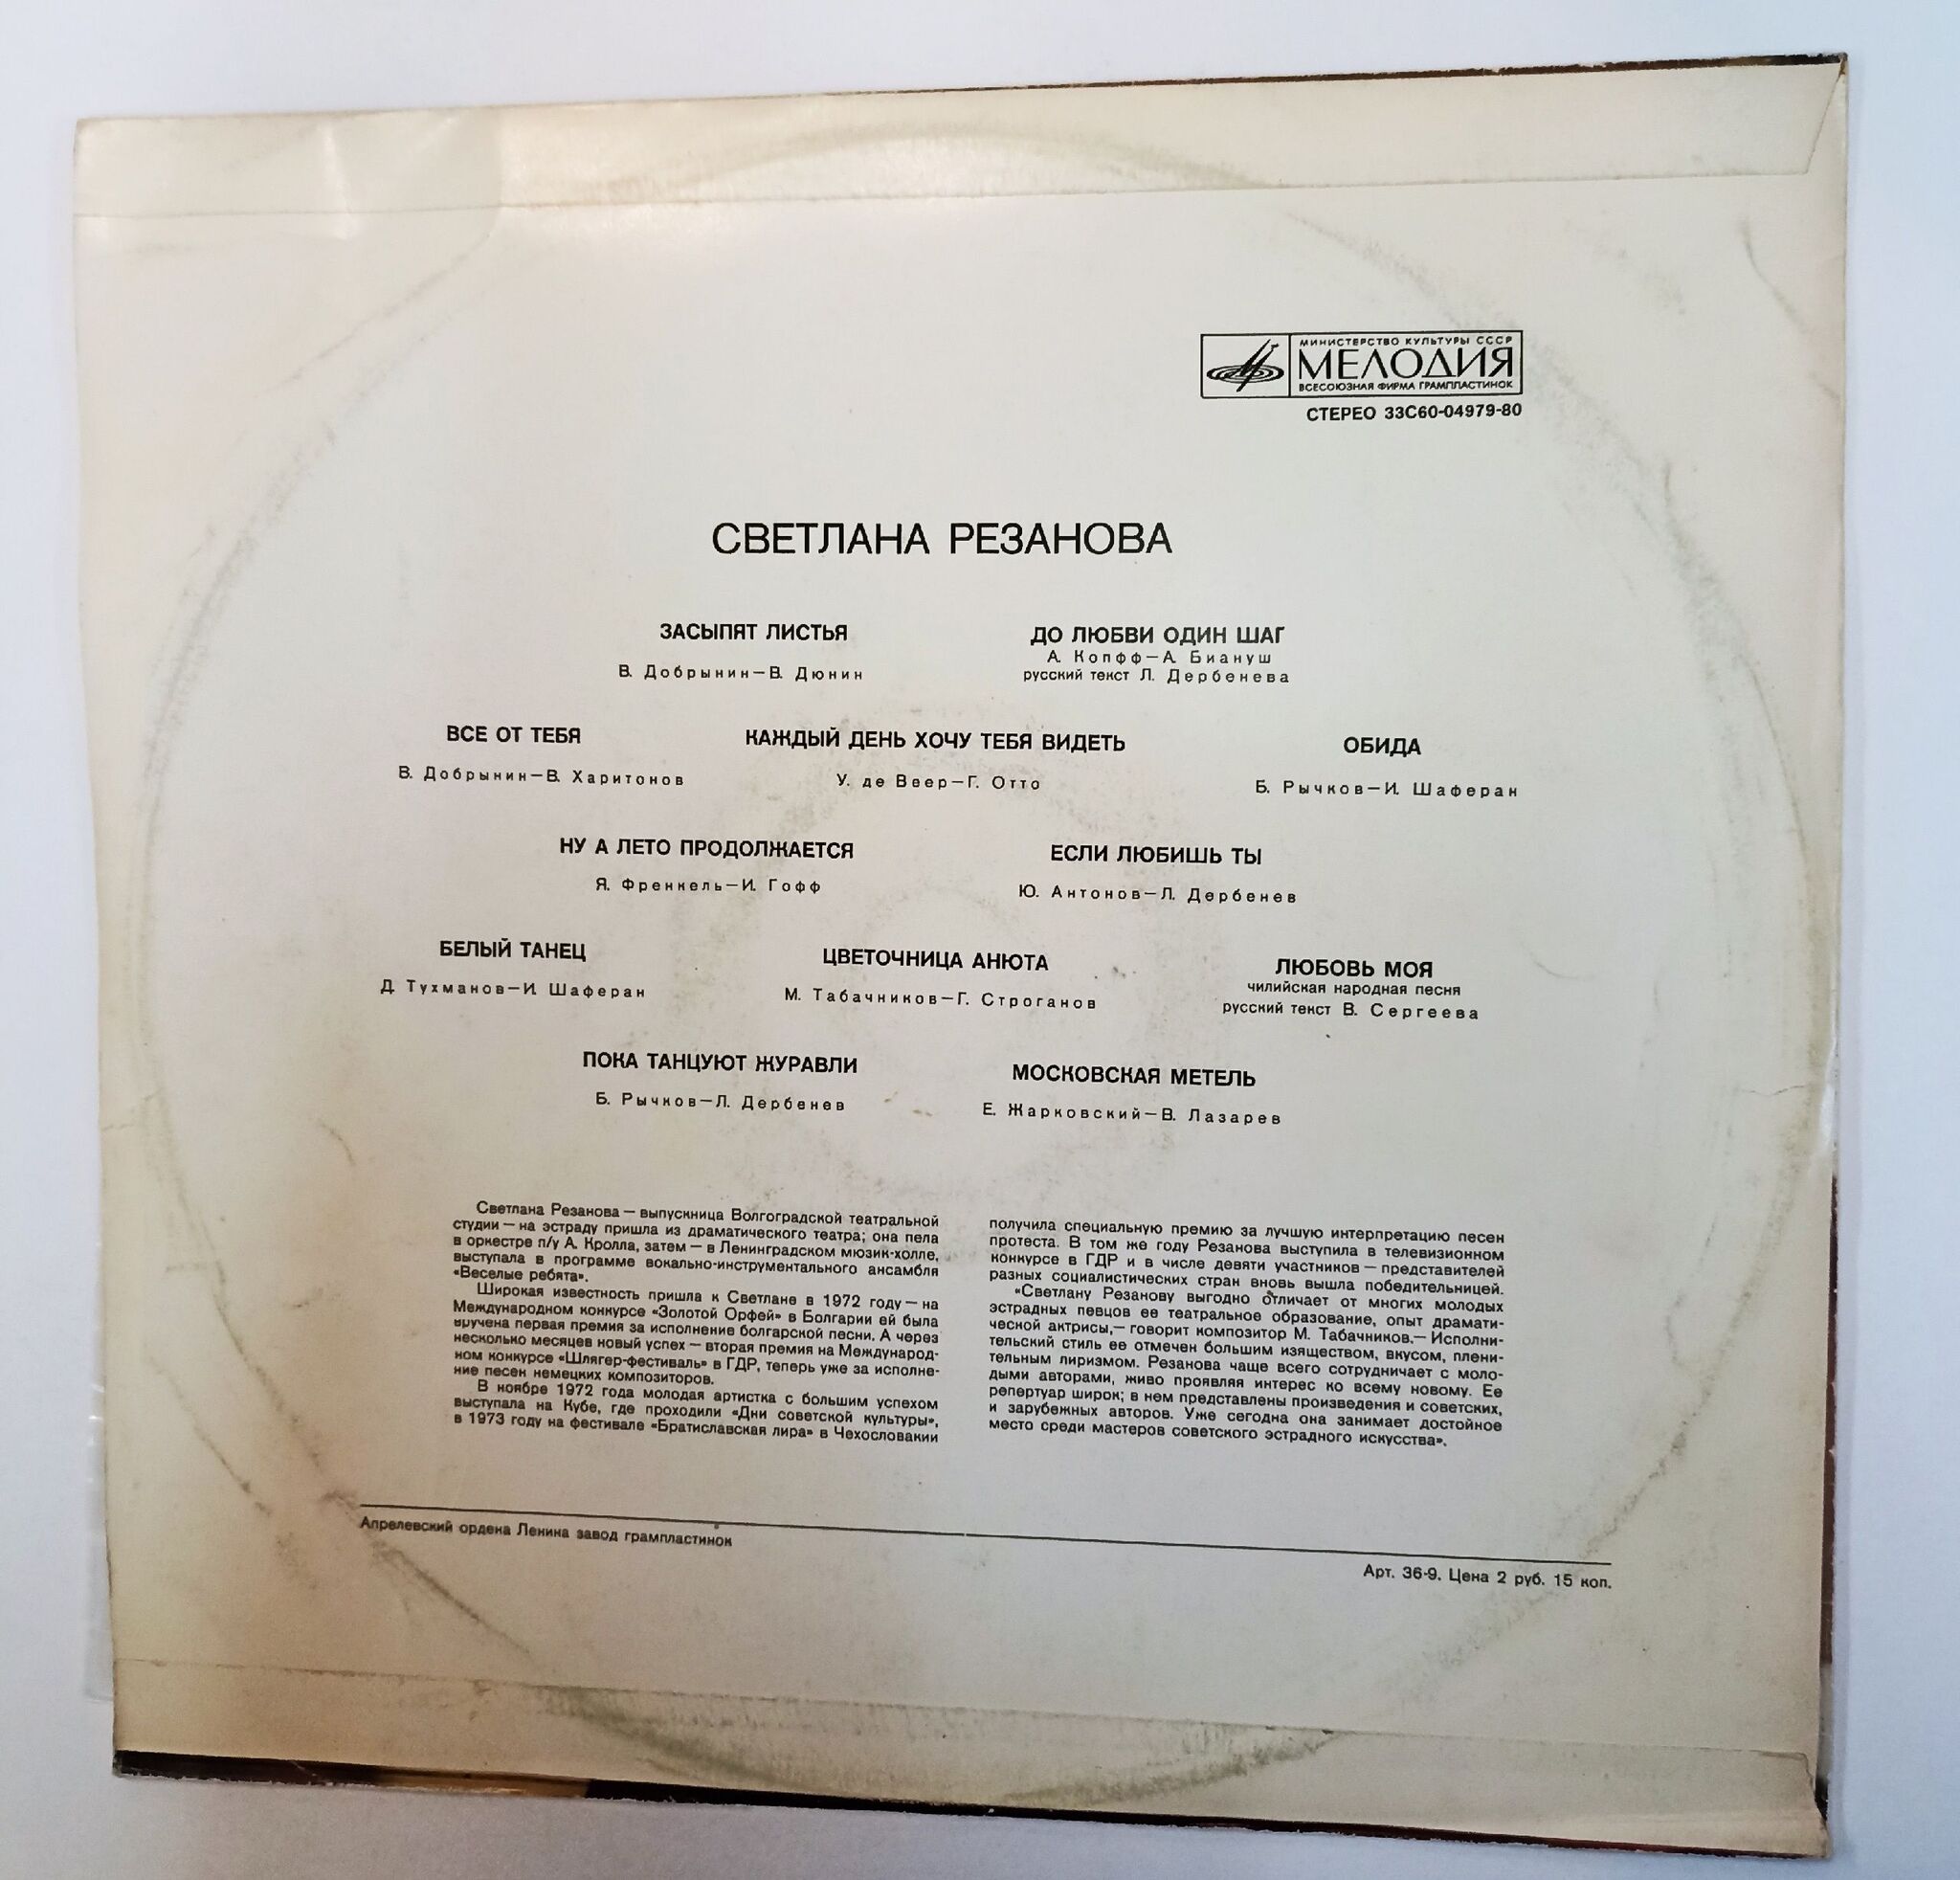 МИНИСТЕРСТВО КУЛЬТУРЫ СССР
МЕЛОДИЯ
ВСЕСОЮЗНАЯ ФИРМА ГРАМПЛАСТИНОК
СТЕРЕО 33С60-04979-80
СВЕТЛАНА РЕЗАНОВА
ЗАСЫПЯТ ЛИСТЬЯ
В. Добрынин—В. Дюнин
ДО ЛЮБВИ ОДИН ШАГ
А. Копфф—А. Биануш
русский текст Л. Дербенева
ВСЕ ОТ ТЕБЯ
В. Добрынин—В. Харитонов
КАЖДЫЙ ДЕНЬ ХОЧУ ТЕБЯ ВИДЕТЬ
У. де Веер—Г. Отто
ОБИДА
Б. Рычков—И. Шаферан
НУ А ЛЕТО ПРОДОЛЖАЕТСЯ
Я. Френкель—И. Гофф
ЕСЛИ ЛЮБИШЬ ТЫ
Ю. Антонов—Л. Дербенев
БЕЛЫЙ ТАНЕЦ
Д. Тухманов—И. Шаферан
ЦВЕТОЧНИЦА АНЮТА
М. Табачников—Г. Строганов
ЛЮБОВЬ МОЯ
чилийская народная песня
русский текст В. Сергеева
ПОКА ТАНЦУЮТ ЖУРАВЛИ
Б. Рычков—Л. Дербенев
МОСКОВСКАЯ МЕТЕЛЬ
Е. Жарковский—В. Лазарев
Светлана Резанова — выпускница Волгоградской театральной
студии — на эстраду пришла из драматического театра; она пела
в оркестре п/у А. Кролла, затем — в Ленинградском мюзик-холле,
выступала в программе вокально-инструментального ансамбля
«Веселые ребята».
Широкая известность пришла к Светлане в 1972 году — на
Международном конкурсе «Золотой Орфей» в Болгарии ей была
вручена первая премия за исполнение болгарской песни. А через
несколько месяцев новый успех — вторая премия на Международ-
ном конкурсе «Шлягер-фестиваль» в ГДР, теперь уже за исполне-
ние песен немецких композиторов.
В ноябре 1972 года молодая артистка с большим успехом
выступала на Кубе, где проходили «Дни советской культуры»,
в 1973 году на фестивале «Братиславская лира» в Чехословакии
получила специальную премию за лучшую интерпретацию песен
протеста. В том же году Резанова выступила в телевизионном
конкурсе в ГДР и в числе девяти участников — представителей
разных социалистических стран вновь вышла победительницей.
«Светлану Резанову выгодно отличает от многих молодых
эстрадных певцов ее театральное образование, опыт драмати-
ческой актрисы,— говорит композитор М. Табачников.— Исполни-
тельский стиль ее отмечен большим изяществом, вкусом, плени-
тельным лиризмом. Резанова чаще всего сотрудничает с моло-
дыми авторами, живо проявляя интерес ко всему новому. Ее
репертуар широк; в нем представлены произведения и советских,
и зарубежных авторов. Уже сегодня она занимает достойное
место среди мастеров советского эстрадного искусства».
Апрелевский ордена Ленина завод грампластинок
Арт. 36-9. Цена 2 руб. 15 коп.